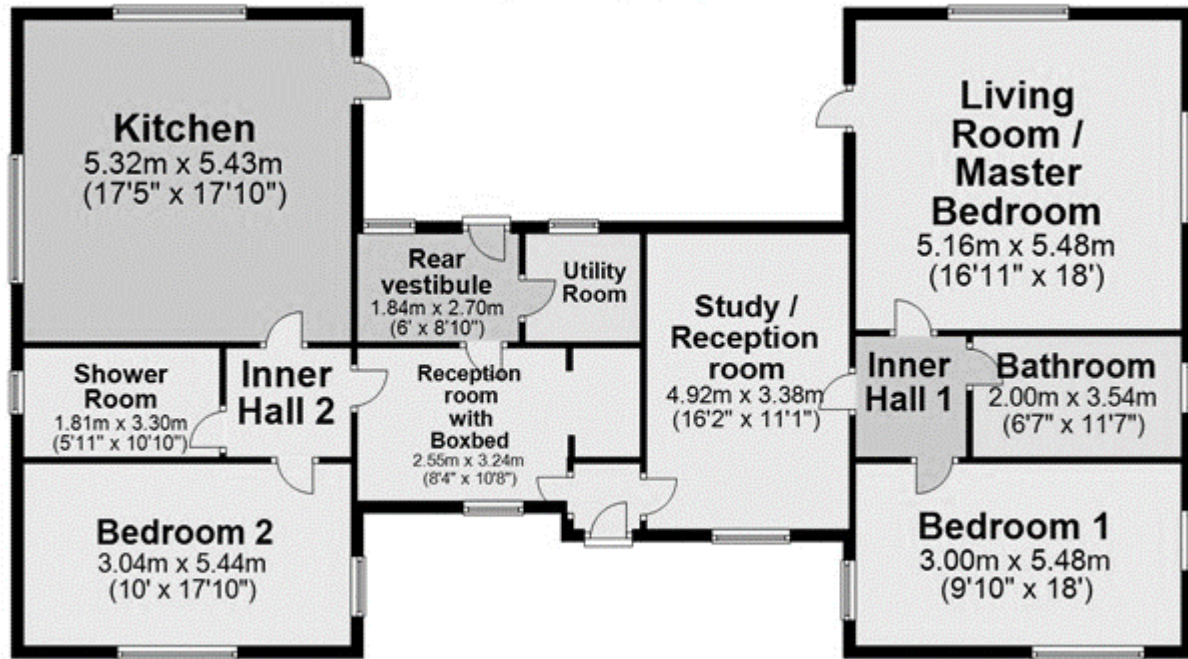 Kitchen
5.32m x 5.43m
(17'5" x 17'10")
Living
Room /
Master
Bedroom
5.16m x 5.48m
(16'11" x 18')
Rear
vestibule
1.84m x 2.70m
(6' x 8'10")
Utility
Room
Study /
Reception
room
4.92m x 3.38m
(16'2" x 11'1")
Shower
Room
1.81m x 3.30m
(5'11" x 10'10")
Inner
Hall 2
Reception
room
with
Boxbed
2.55m x 3.24m
(8'4" x 10'8")
Inner
Hall 1
Bathroom
2.00m x 3.54m
(6'7" x 11'7")
Bedroom 2
3.04m x 5.44m
(10' x 17'10")
Bedroom 1
3.00m x 5.48m
(9'10" x 18')